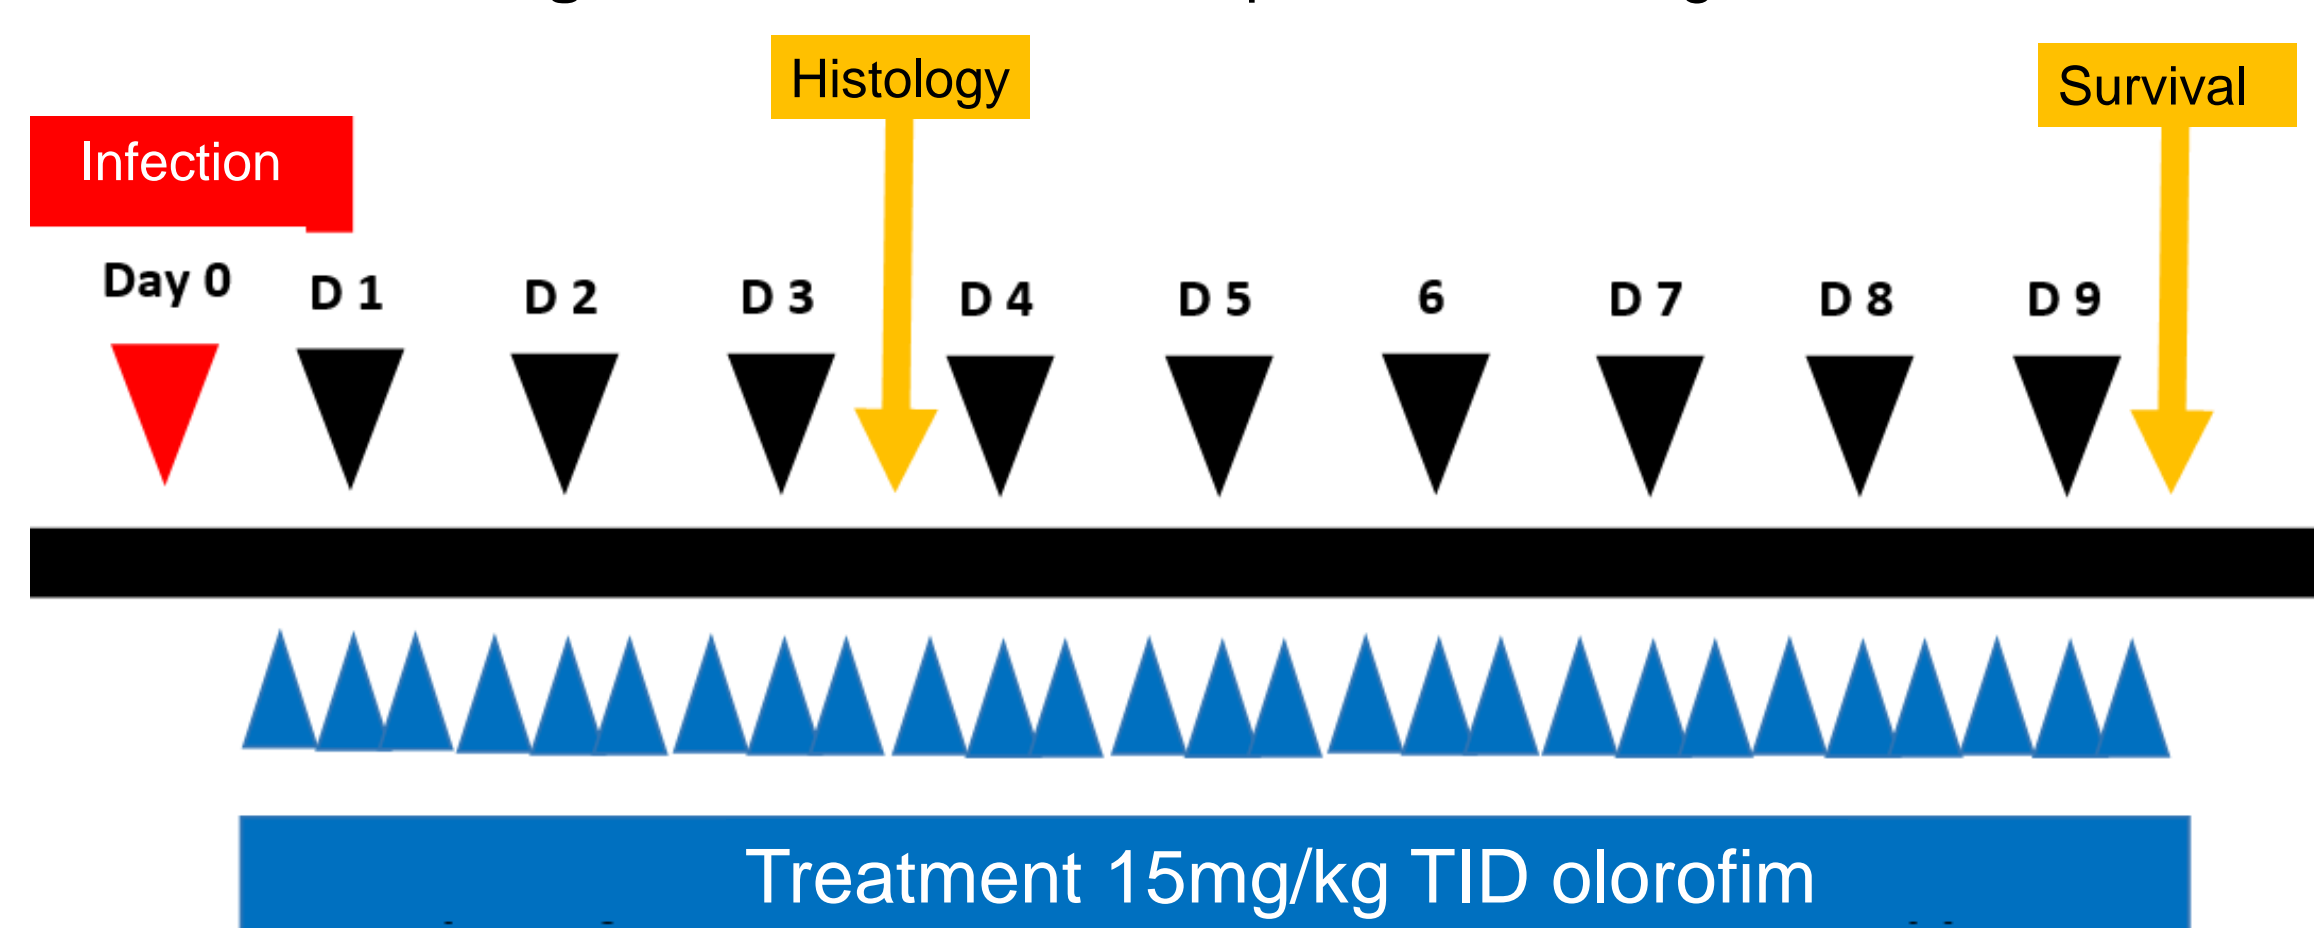 Histology
Survival
Infection
Day 0 D 1 D 2 D 3 D 4 D 5 6 D 7 D 8 D 9
Treatment 15mg/kg TID olorofim